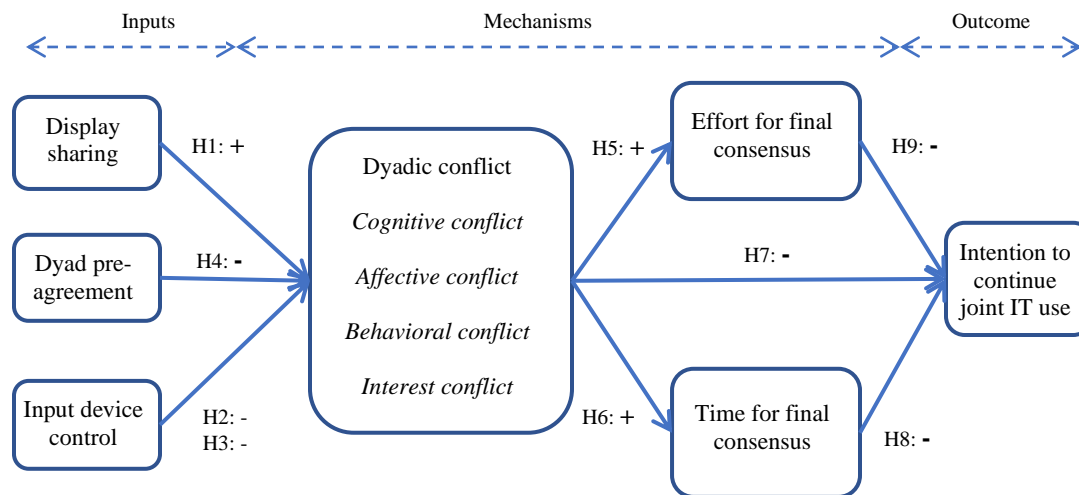 Inputs
Mechanisms
Outcome
Display
sharing
H1: +
Dyad pre-
agreement
H4: -
Input device
control
H2: -
H3: -
Dyadic conflict
Cognitive conflict
Affective conflict
Behavioral conflict
Interest conflict
H5: +
Effort for final
consensus
H9: -
H7: -
H6: +
Time for final
consensus
H8: -
Intention to
continue
joint IT use